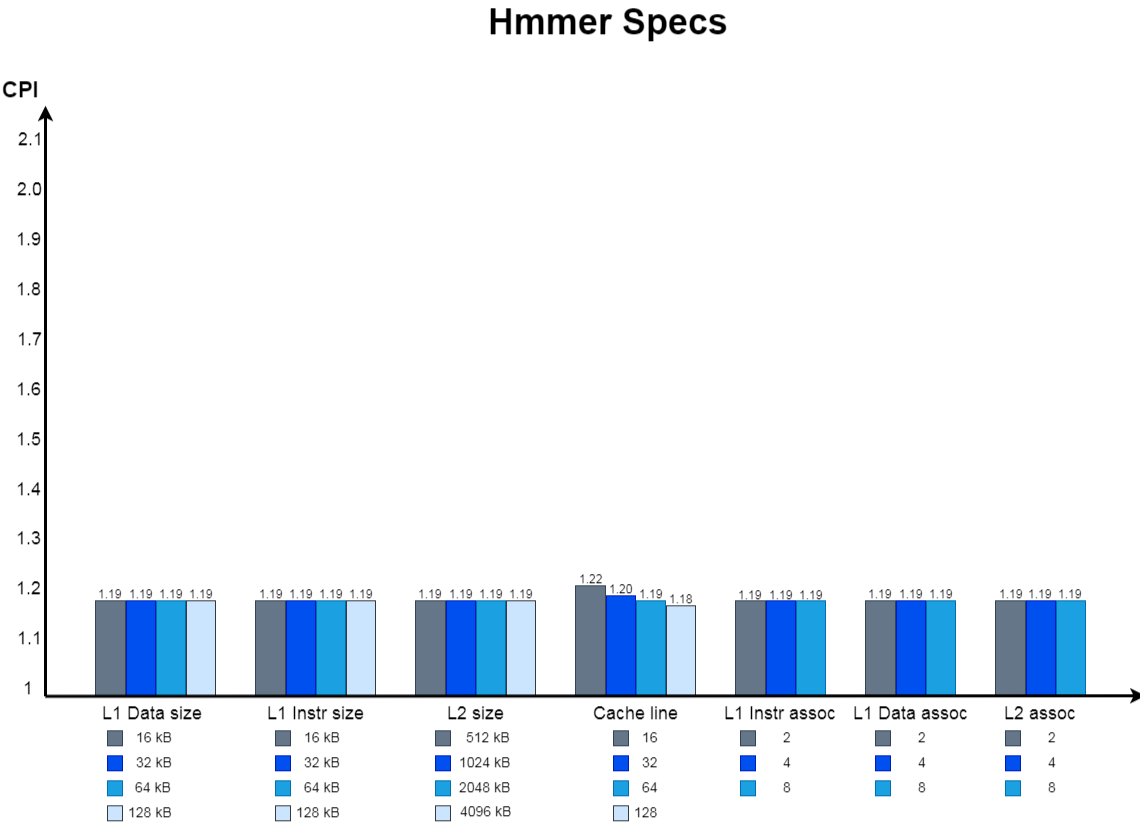 Hmmer Specs
CPI
2.1
2.0
1.9
1.8
1.7
1.6
1.5
1.4
1.3
1.2
1.1
1
1.19 1.19 1.19 1.19
1.19 1.19 1.19 1.19
1.19 1.19 1.19 1.19
1.22 1.20 1.19 1.18
1.19 1.19 1.19
1.19 1.19 1.19
1.19 1.19 1.19
L1 Data size
16 kB
32 kB
64 kB
128 kB
L1 Instr size
16 kB
32 kB
64 kB
128 kB
L2 size
512 kB
1024 kB
2048 kB
4096 kB
Cache line
16
32
64
128
L1 Instr assoc
2
4
8
L1 Data assoc
2
4
8
L2 assoc
2
4
8